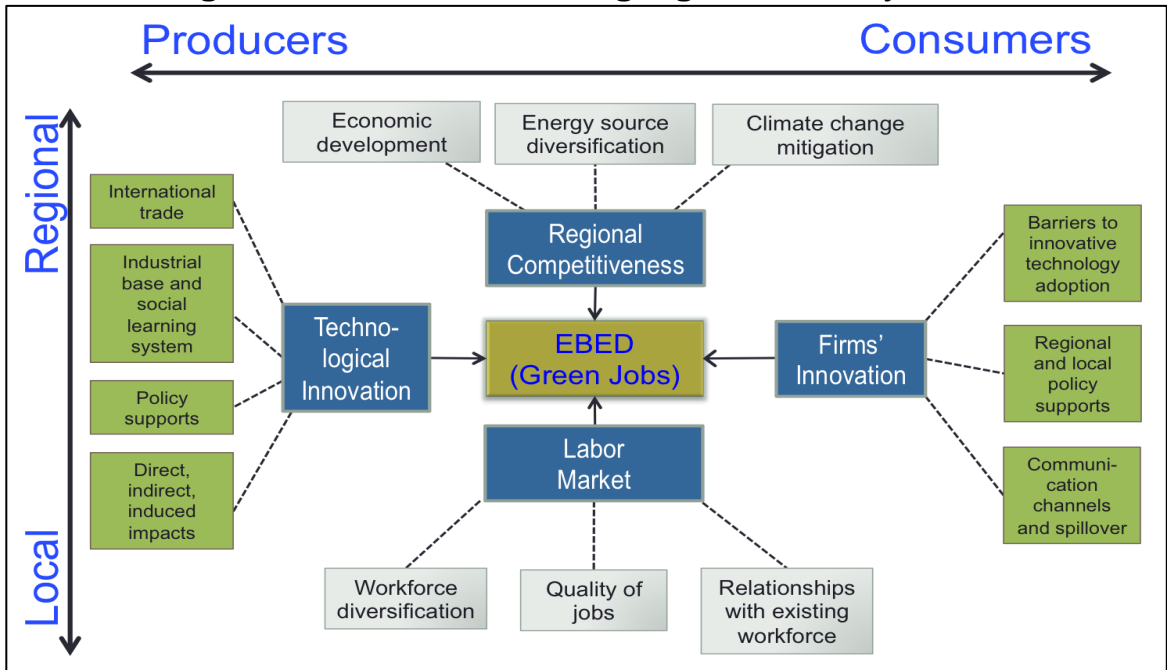 Producers
Consumers
Regional
Local
Economic
development
Energy source
diversification
Climate change
mitigation
International
trade
Industrial
base and
social
learning
system
Policy
supports
Direct,
indirect,
induced
impacts
Regional
Competitiveness
Techno-
logical
Innovation
EBED
(Green Jobs)
Firms'
Innovation
Labor
Market
Barriers to
innovative
technology
adoption
Regional
and local
policy
supports
Communi-
cation
channels
and spillover
Workforce
diversification
Quality of
jobs
Relationships
with existing
workforce